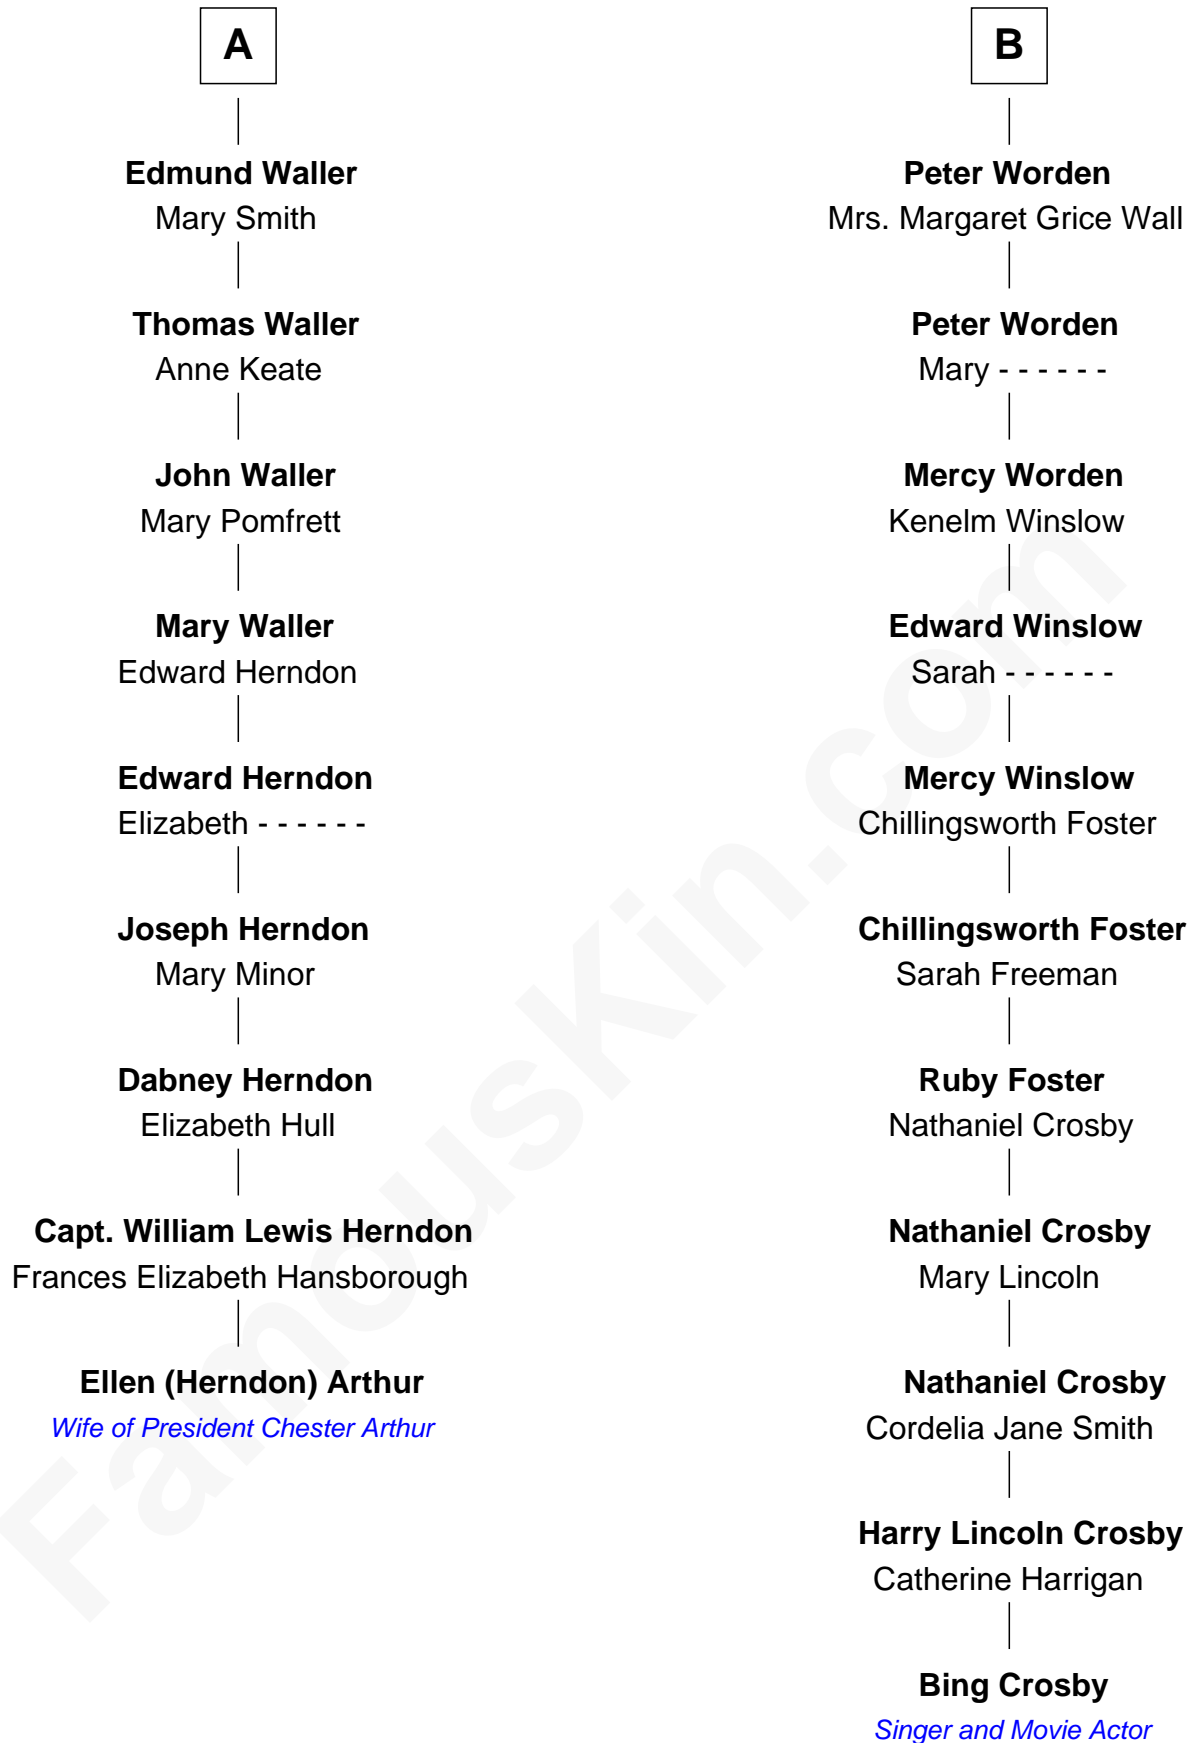 A
Edmund Waller
Mary Smith
Thomas Waller
Anne Keate
John Waller
Mary Pomfrett
Mary Waller
Edward Herndon
Edward Herndon
Elizabeth - - - - - -
Joseph Herndon
Mary Minor
Dabney Herndon
Elizabeth Hull
Capt. William Lewis Herndon
Frances Elizabeth Hansborough
Ellen (Herndon) Arthur
Wife of President Chester Arthur
B
Peter Worden
Mrs. Margaret Grice Wall
Peter Worden
Mary - - - - - -
Mercy Worden
Kenelm Winslow
Edward Winslow
Sarah - - - - - -
Mercy Winslow
Chillingsworth Foster
Chillingsworth Foster
Sarah Freeman
Ruby Foster
Nathaniel Crosby
Nathaniel Crosby
Mary Lincoln
Nathaniel Crosby
Cordelia Jane Smith
Harry Lincoln Crosby
Catherine Harrigan
Bing Crosby
Singer and Movie Actor
FamousKin.com